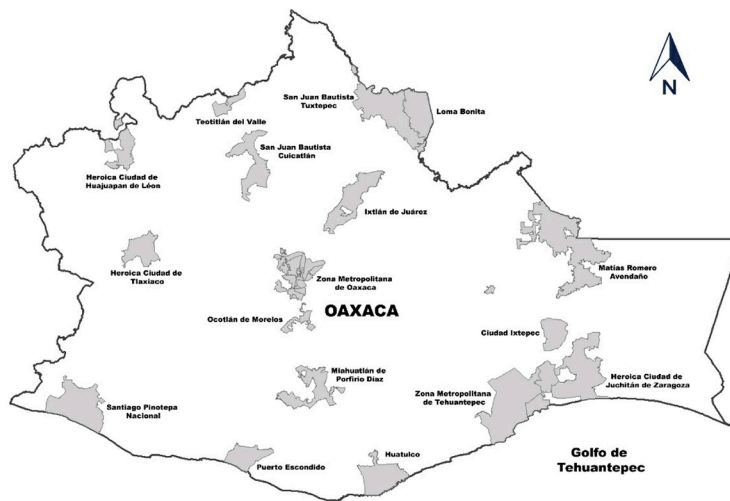 N
San Juan Bautista
Tuxtepec
Loma Bonita
Teotitlán del Valle
San Juan Bautista
Cuicatlán
Heroica Ciudad de
Huajuapan de Léon
Ixtlán de Juárez
Heroica Ciudad de
Tlaxiaco
Zona Metropolitana
de Oaxaca
Matías Romero
Avendaño
OAXACA
Ocotlán de Morelos
Ciudad Ixtepec
Miahuatlán de
Porfirio Díaz
Heroica Ciudad de
Juchitán de Zaragoza
Zona Metropolitana
de Tehuantepec
Santiago Pinotepa
Nacional
Puerto Escondido
Huatulco
Golfo de
Tehuantepec